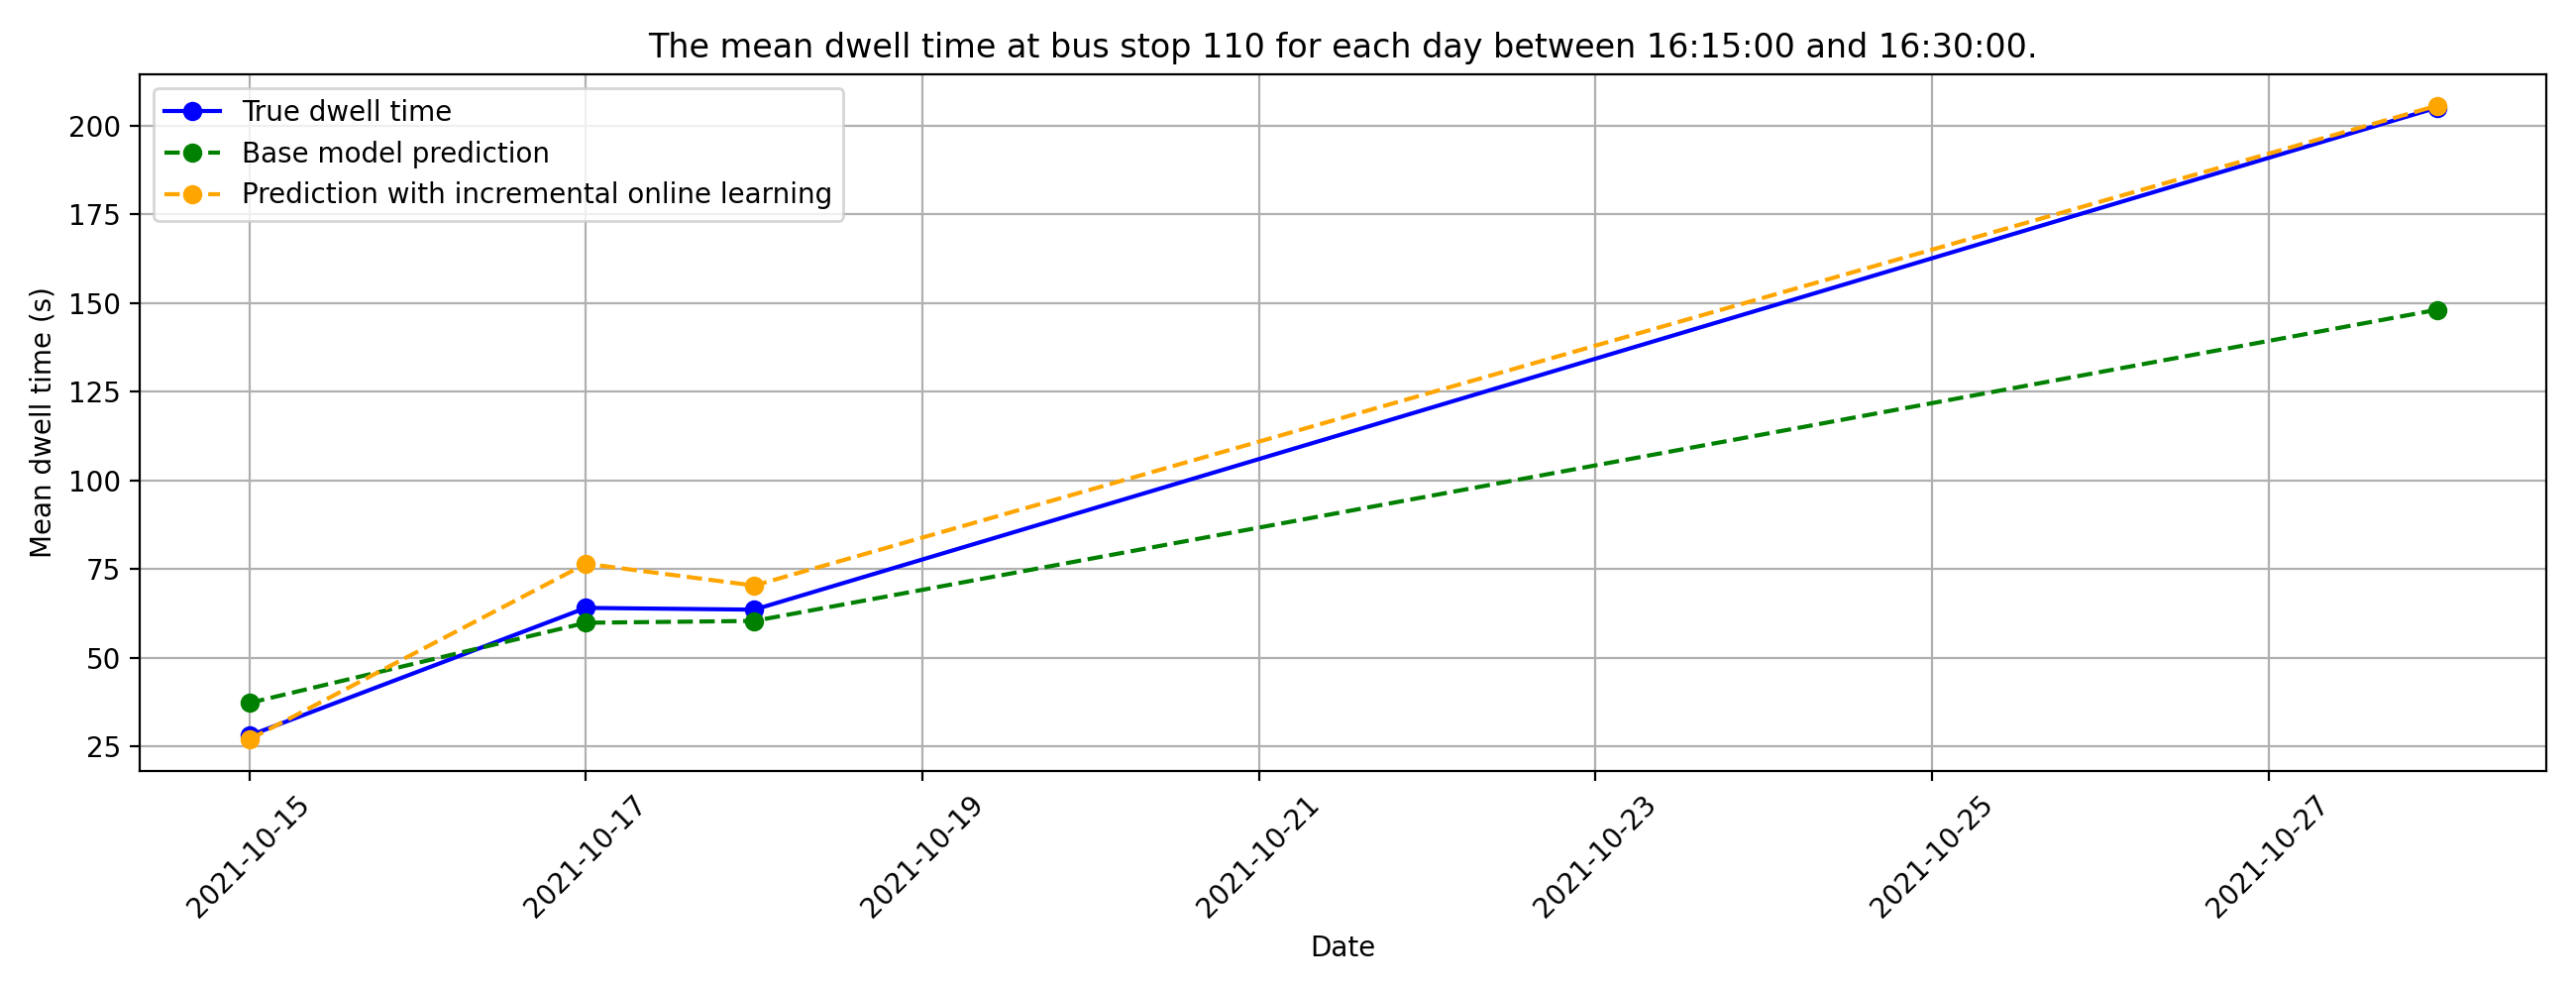 The mean dwell time at bus stop 110 for each day between 16:15:00 and 16:30:00.
True dwell time
Base model prediction
Prediction with incremental online learning
Mean dwell time (s)
200
175
150
125
100
75
50
25
2021-10-15
2021-10-17
2021-10-19
2021-10-21
2021-10-23
2021-10-25
2021-10-27
Date